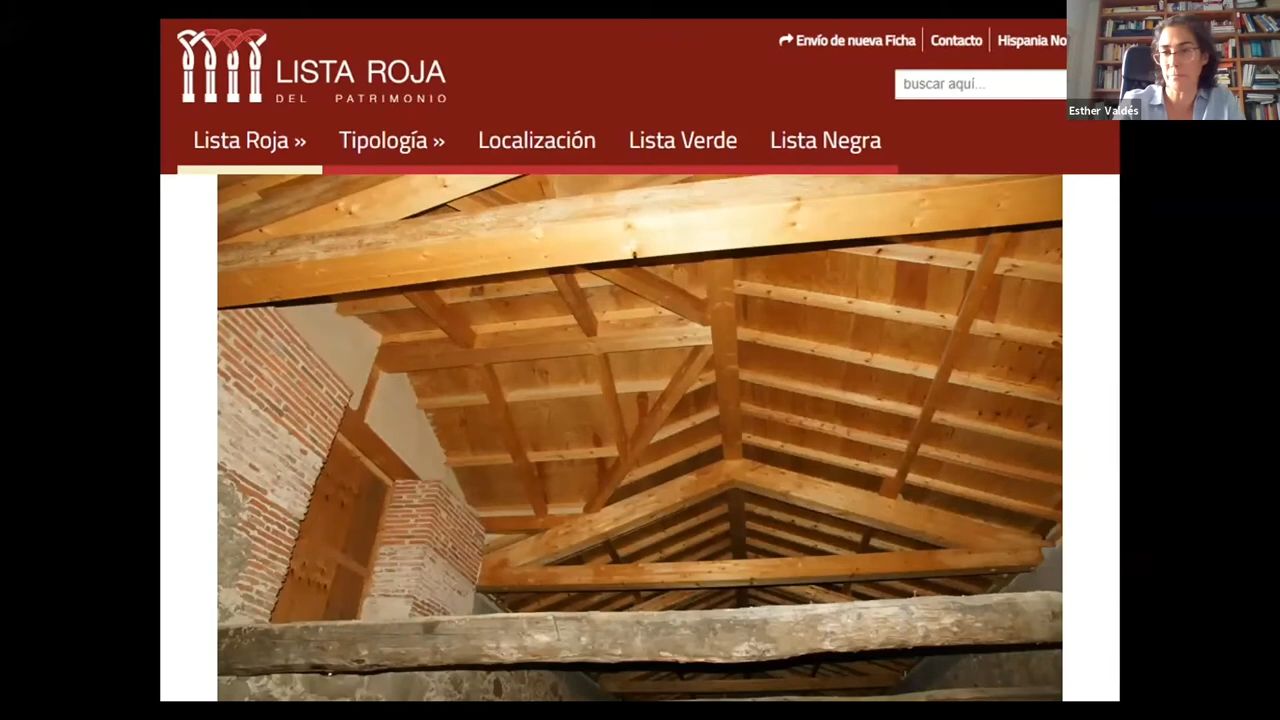 LISTA ROJA
DEL PATRIMONIO
Envío de nueva Ficha
Contacto
Hispania No
buscar aquí...
Esther Valdés
Lista Roja »
Tipología »
Localización
Lista Verde
Lista Negra